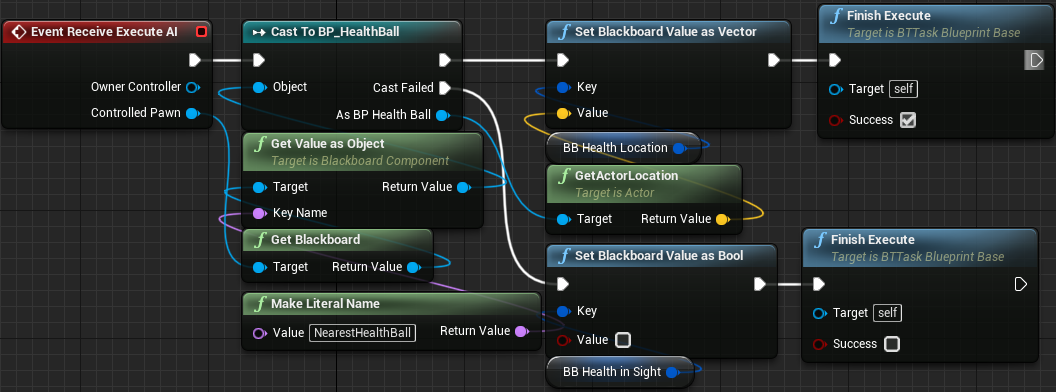 Event Receive Execute AI
Owner Controller
Controlled Pawn
Cast To BP_HealthBall
Object
Cast Failed
As BP Health Ball
Get Value as Object
Target is Blackboard Component
Target
Return Value
Key Name
Get Blackboard
Target
Return Value
Make Literal Name
Value
NearestHealthBall
Return Value
Set Blackboard Value as Vector
Key
Value
BB Health Location
GetActorLocation
Target is Actor
Target
Return Value
Set Blackboard Value as Bool
Key
Value
BB Health in Sight
Finish Execute
Target is BTTask Blueprint Base
Target
self
Success
Finish Execute
Target is BTTask Blueprint Base
Target
self
Success